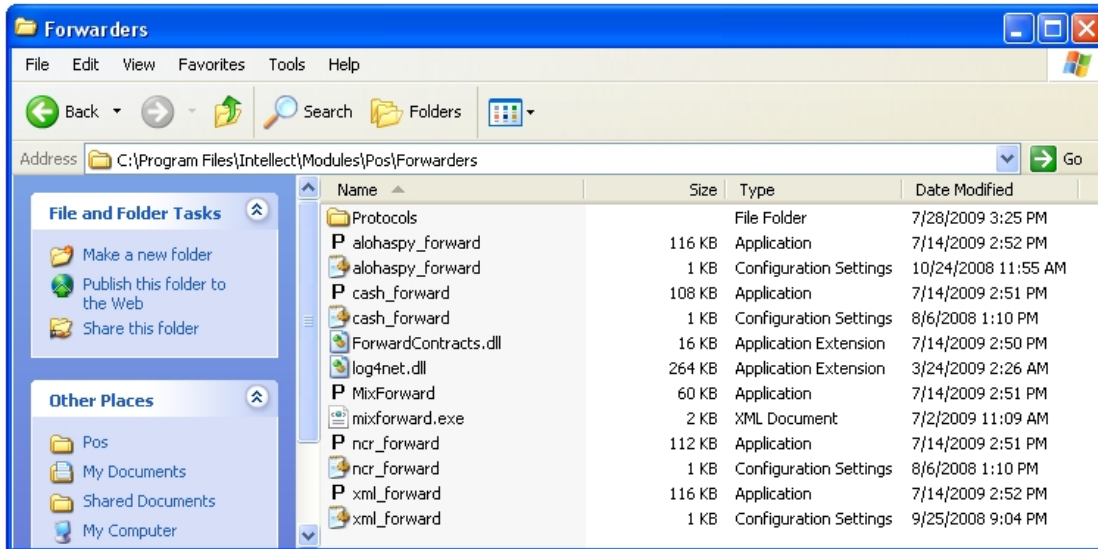 Forwarders
File Edit View Favorites Tools Help
Back Search Folders
Address C:\Program Files\Intellect\Modules\Pos\Forwarders Go
File and Folder Tasks
Make a new folder
Publish this folder to
the Web
Share this folder
Other Places
Pos
My Documents
Shared Documents
My Computer
Name Size Type Date Modified
Protocols File Folder 7/28/2009 3:25 PM
P alohaspy_forward 116 KB Application 7/14/2009 2:52 PM
alohaspy_forward 1 KB Configuration Settings 10/24/2008 11:55 AM
P cash_forward 108 KB Application 7/14/2009 2:51 PM
cash_forward 1 KB Configuration Settings 8/6/2008 1:10 PM
ForwardContracts.dll 16 KB Application Extension 7/14/2009 2:50 PM
log4net.dll 264 KB Application Extension 3/24/2009 2:26 AM
P MixForward 60 KB Application 7/14/2009 2:51 PM
mixforward.exe 2 KB XML Document 7/2/2009 11:09 AM
P ncr_forward 112 KB Application 7/14/2009 2:51 PM
ncr_forward 1 KB Configuration Settings 8/6/2008 1:10 PM
P xml_forward 116 KB Application 7/14/2009 2:52 PM
xml_forward 1 KB Configuration Settings 9/25/2008 9:04 PM